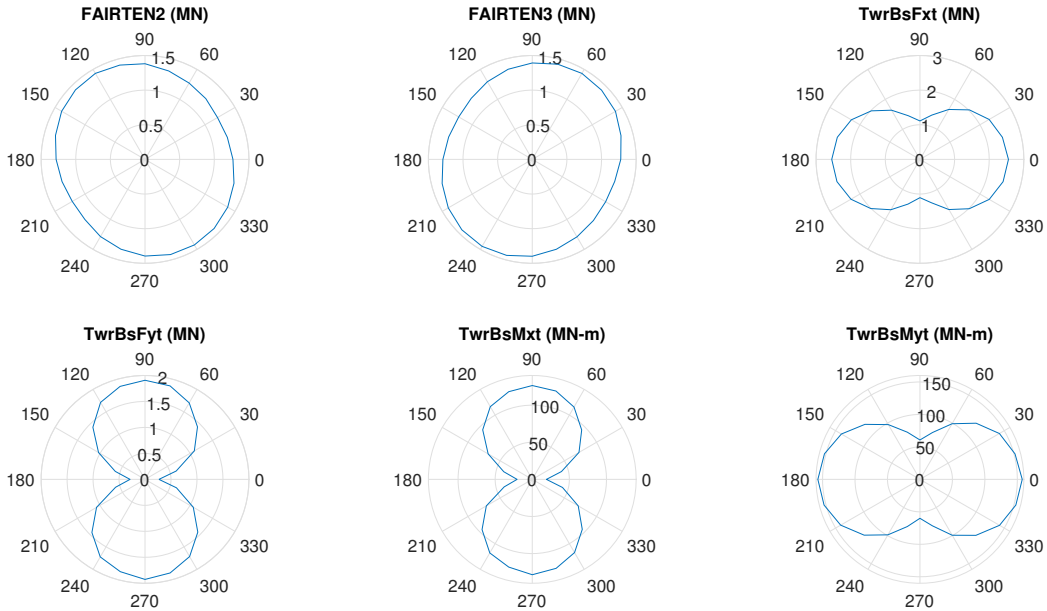 FAIRTEN2 (MN) FAIRTEN3 (MN) TwrBsFxt (MN)
90 90 90
120 60 120 60 120 60
1.5 1.5 3
150 1 30 150 1 30 150 2 30
0.5 0.5 1
180 0 0 180 0 0 180 0 0
210 330 210 330 210 330
240 300 240 300 240 300
270 270 270
TwrBsFyt (MN) TwrBsMxt (MN-m) TwrBsMyt (MN-m)
90 90 90
120 60 120 60 120 60
2 150
150 1.5 30 150 100 30 150 100 30
1
0.5 50 50
180 0 0 180 0 0 180 0 0
210 330 210 330 210 330
240 300 240 300 240 300
270 270 270